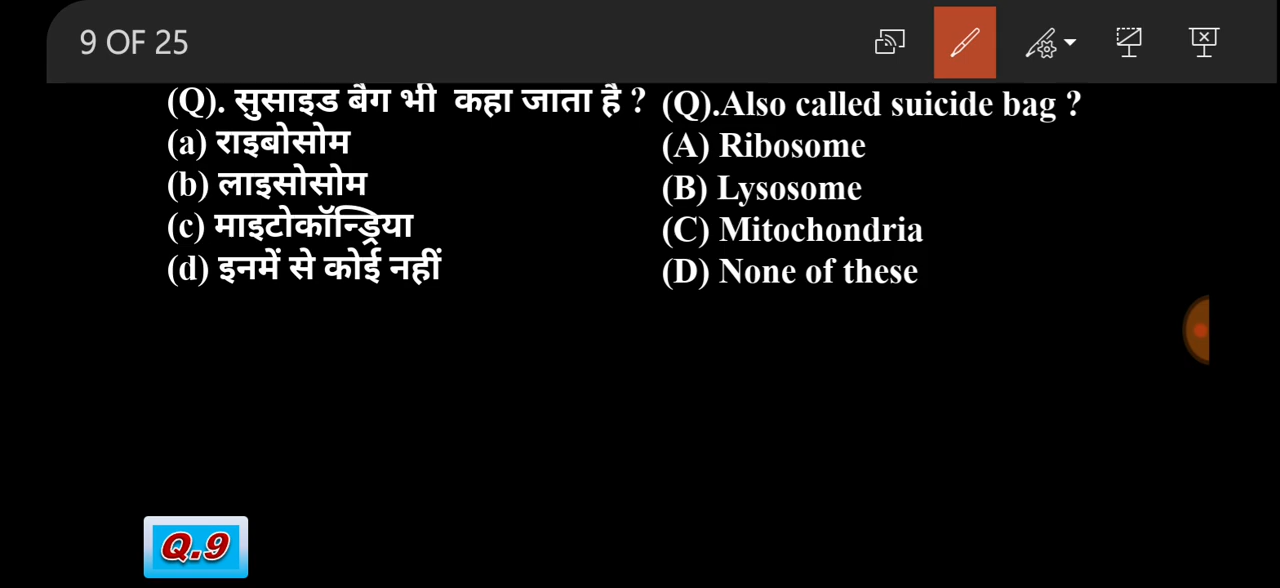 9 OF 25
(Q). सुसाइड बैग भी कहा जाता है ?
(a) राइबोसोम
(b) लाइसोसोम
(c) माइटोकॉन्ड्रिया
(d) इनमें से कोई नहीं
(Q).Also called suicide bag ?
(A) Ribosome
(B) Lysosome
(C) Mitochondria
(D) None of these
Q.9